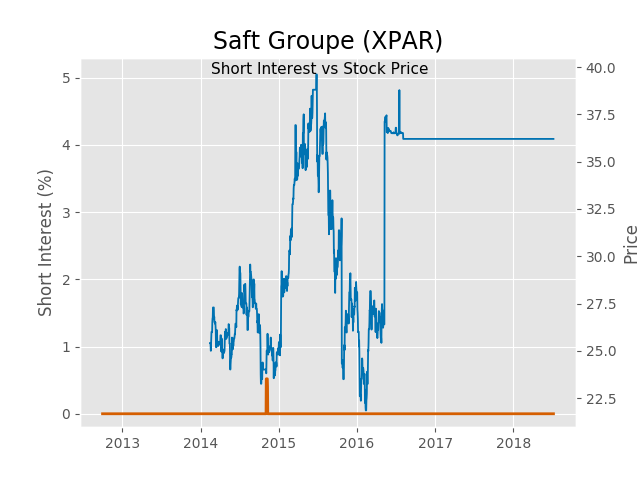 Saft Groupe (XPAR)
Short Interest vs Stock Price
Short Interest (%)
5
4
3
2
1
0
40.0
37.5
35.0
32.5
30.0
27.5
25.0
22.5
Price
2013 2014 2015 2016 2017 2018